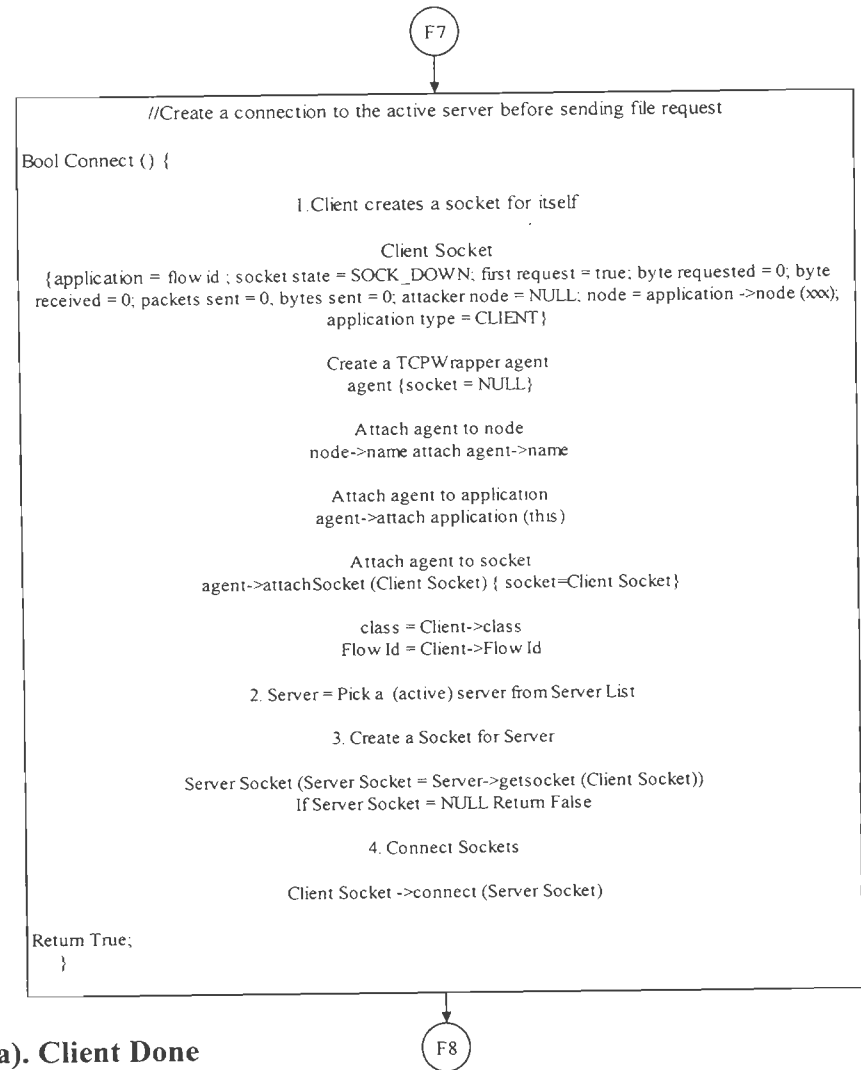 F7
//Create a connection to the active server before sending file request
Bool Connect () {
1.Client creates a socket for itself
Client Socket
{application = flow id ; socket state = SOCK_DOWN; first request = true; byte requested = 0; byte
received = 0; packets sent = 0, bytes sent = 0; attacker node = NULL; node = application ->node (xxx);
application type = CLIENT}
Create a TCPWrapper agent
agent {socket = NULL}
Attach agent to node
node->name attach agent->name
Attach agent to application
agent->attach application (this)
Attach agent to socket
agent->attachSocket (Client Socket) { socket=Client Socket}
class = Client->class
Flow Id = Client->Flow Id
2. Server = Pick a (active) server from Server List
3. Create a Socket for Server
Server Socket (Server Socket = Server->getsocket (Client Socket))
If Server Socket = NULL Return False
4. Connect Sockets
Client Socket ->connect (Server Socket)
Return True;
}
a). Client Done
F8